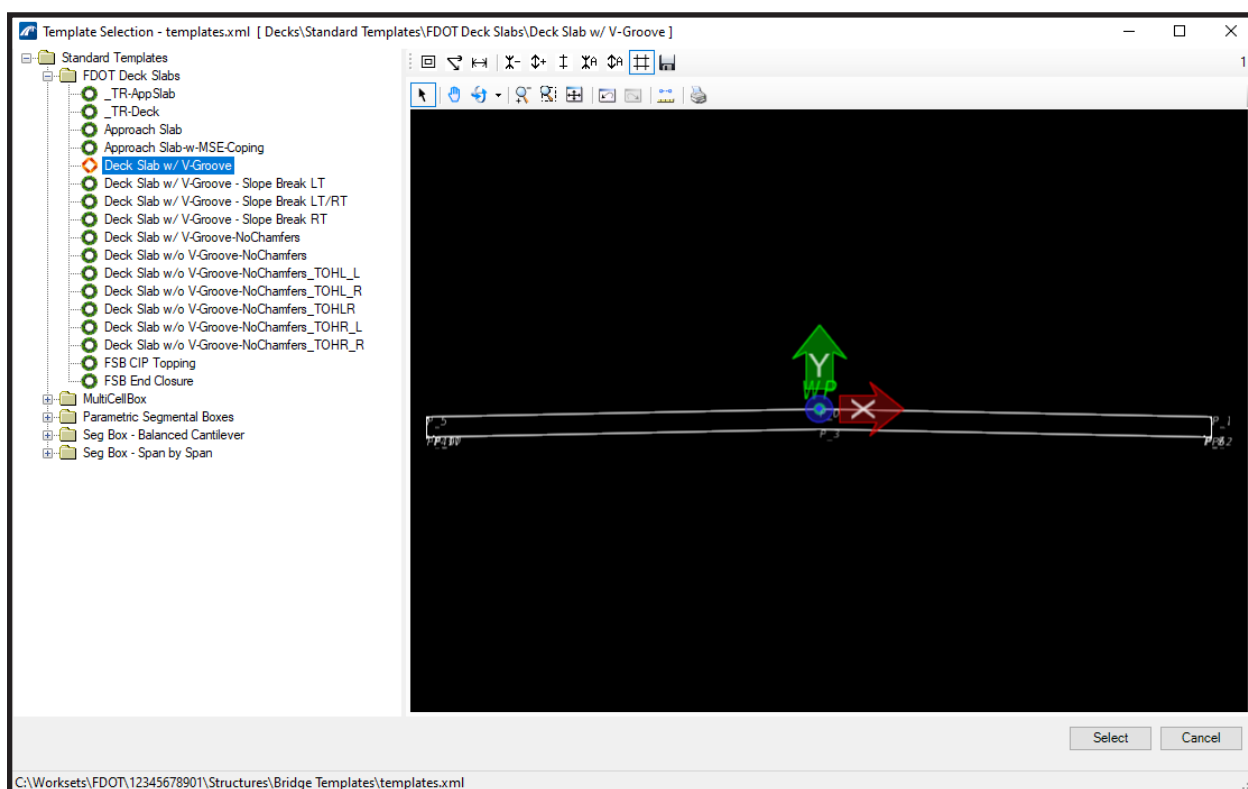 Template Selection - templates.xml [ Decks\Standard Templates\FDOT Deck Slabs\Deck Slab w/ V-Groove ]
Standard Templates
FDOT Deck Slabs
_TR-AppSlab
_TR-Deck
Approach Slab
Approach Slab-w-MSE-Coping
Deck Slab w/ V-Groove
Deck Slab w/ V-Groove - Slope Break LT
Deck Slab w/ V-Groove - Slope Break LT/RT
Deck Slab w/ V-Groove - Slope Break RT
Deck Slab w/ V-Groove-NoChamfers
Deck Slab w/o V-Groove-NoChamfers
Deck Slab w/o V-Groove-NoChamfers_TOHL_L
Deck Slab w/o V-Groove-NoChamfers_TOHL_R
Deck Slab w/o V-Groove-NoChamfers_TOHLR
Deck Slab w/o V-Groove-NoChamfers_TOHR_L
Deck Slab w/o V-Groove-NoChamfers_TOHR_R
FSB CIP Topping
FSB End Closure
MultiCellBox
Parametric Segmental Boxes
Seg Box - Balanced Cantilever
Seg Box - Span by Span
1
Y
WP
X
P_5
P_1
P_3
Select
Cancel
C:\Worksets\FDOT\12345678901\Structures\Bridge Templates\templates.xml